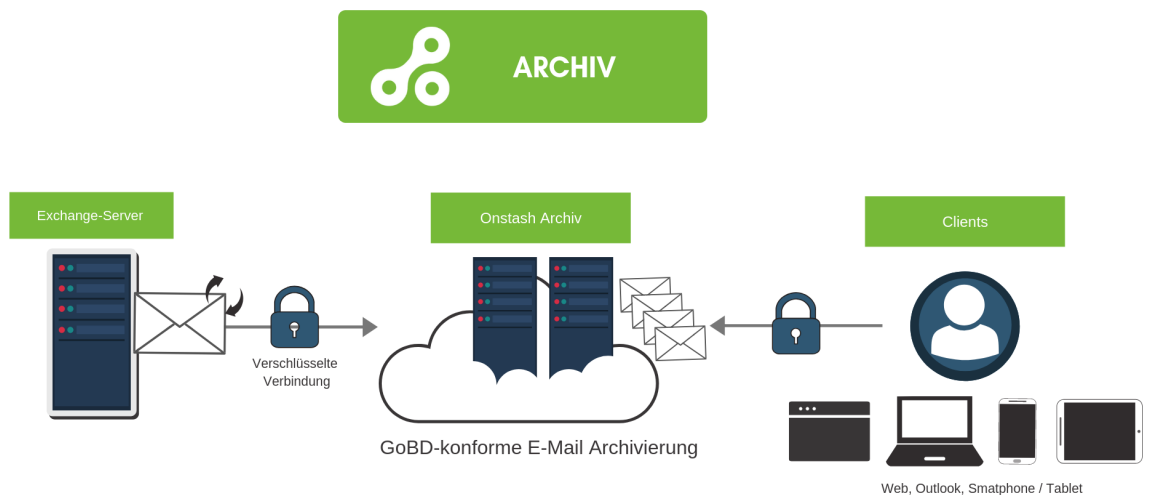 ARCHIV
Exchange-Server
Onstash Archiv
Clients
Verschlüsselte
Verbindung
GoBD-konforme E-Mail Archivierung
Web, Outlook, Smatphone / Tablet